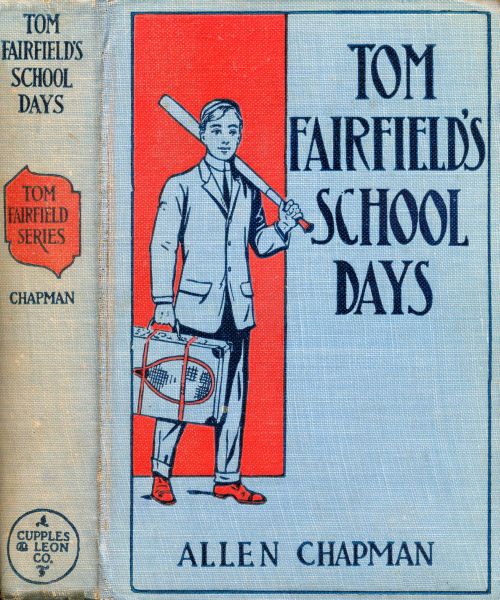 TOM
FAIRFIELD'S
SCHOOL
DAYS
TOM
FAIRFIELD
SERIES
CHAPMAN
CUPPLES
& LEON
CO.
TOM
FAIRFIELD'S
SCHOOL
DAYS
ALLEN CHAPMAN